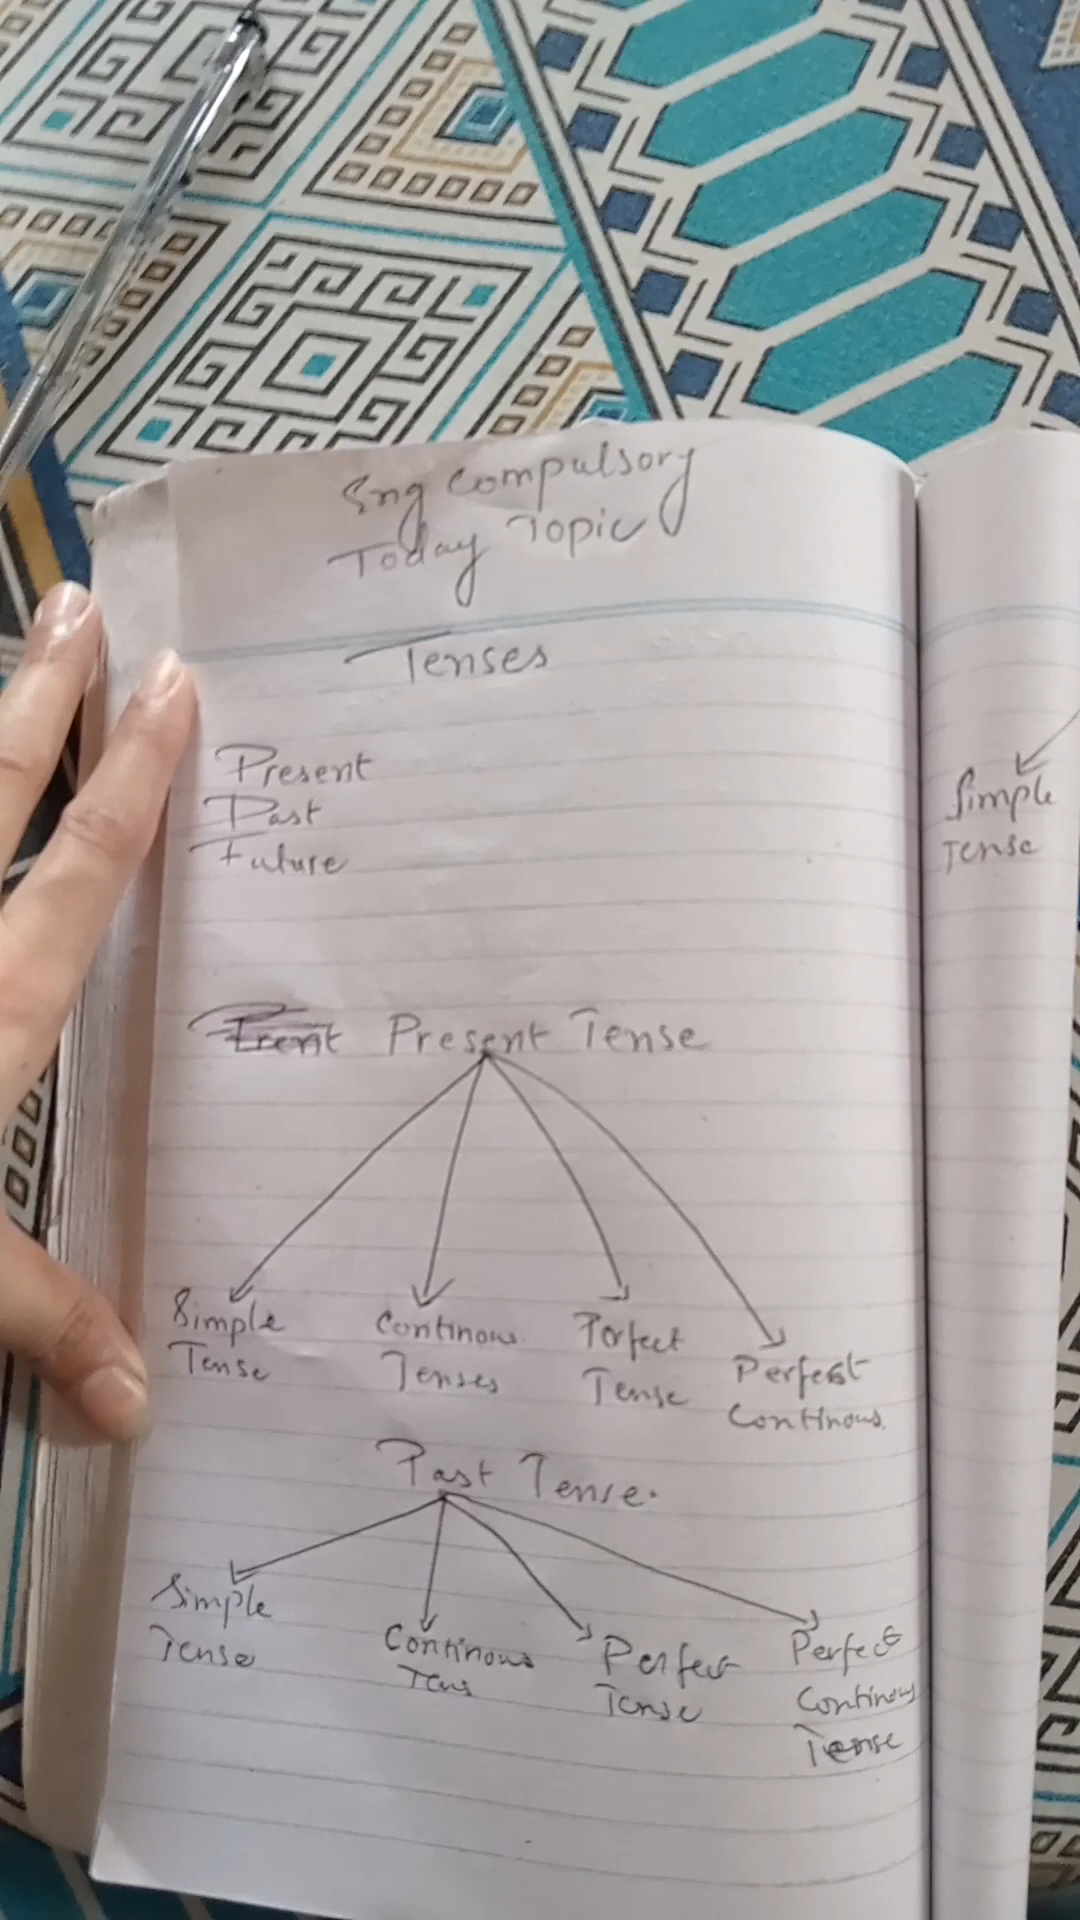 Eng Compulsory
Today Topic
Tenses
Present
Past
Future
Present Tense
Simple
Tense
Continous
Tenses
Perfect
Tense
Perfect
Continous.
Past Tense.
Simple
Tense
Continous
Tens
Perfect
Tense
Perfect
Continous
Tense
Simple
Tense